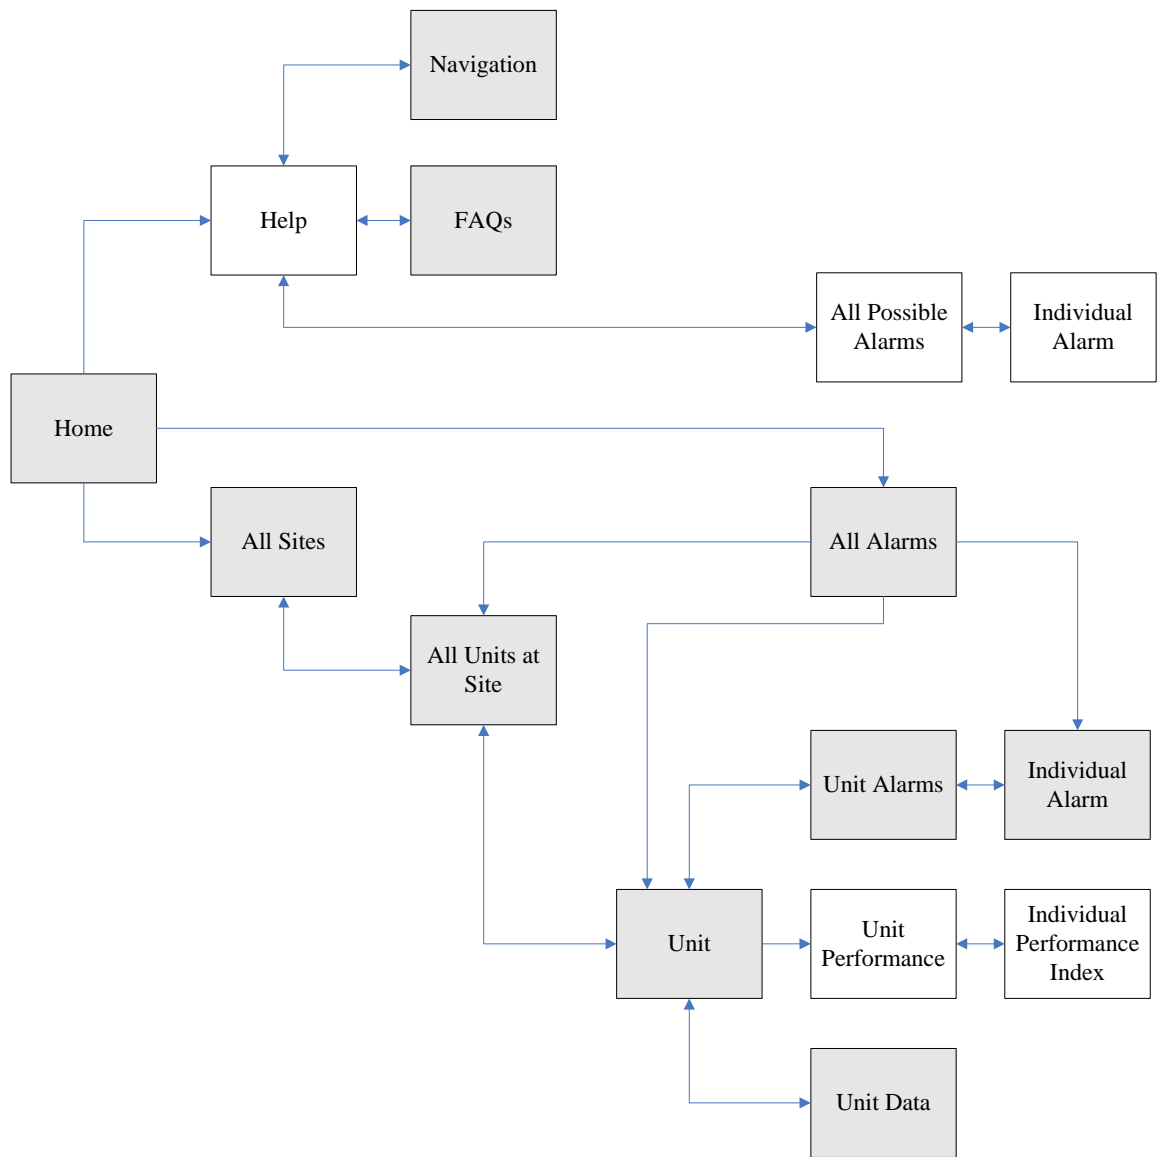 Navigation
Help
FAQs
All Possible
Alarms
Individual
Alarm
Home
All Sites
All Alarms
All Units at
Site
Unit Alarms
Individual
Alarm
Unit
Unit
Performance
Individual
Performance
Index
Unit Data